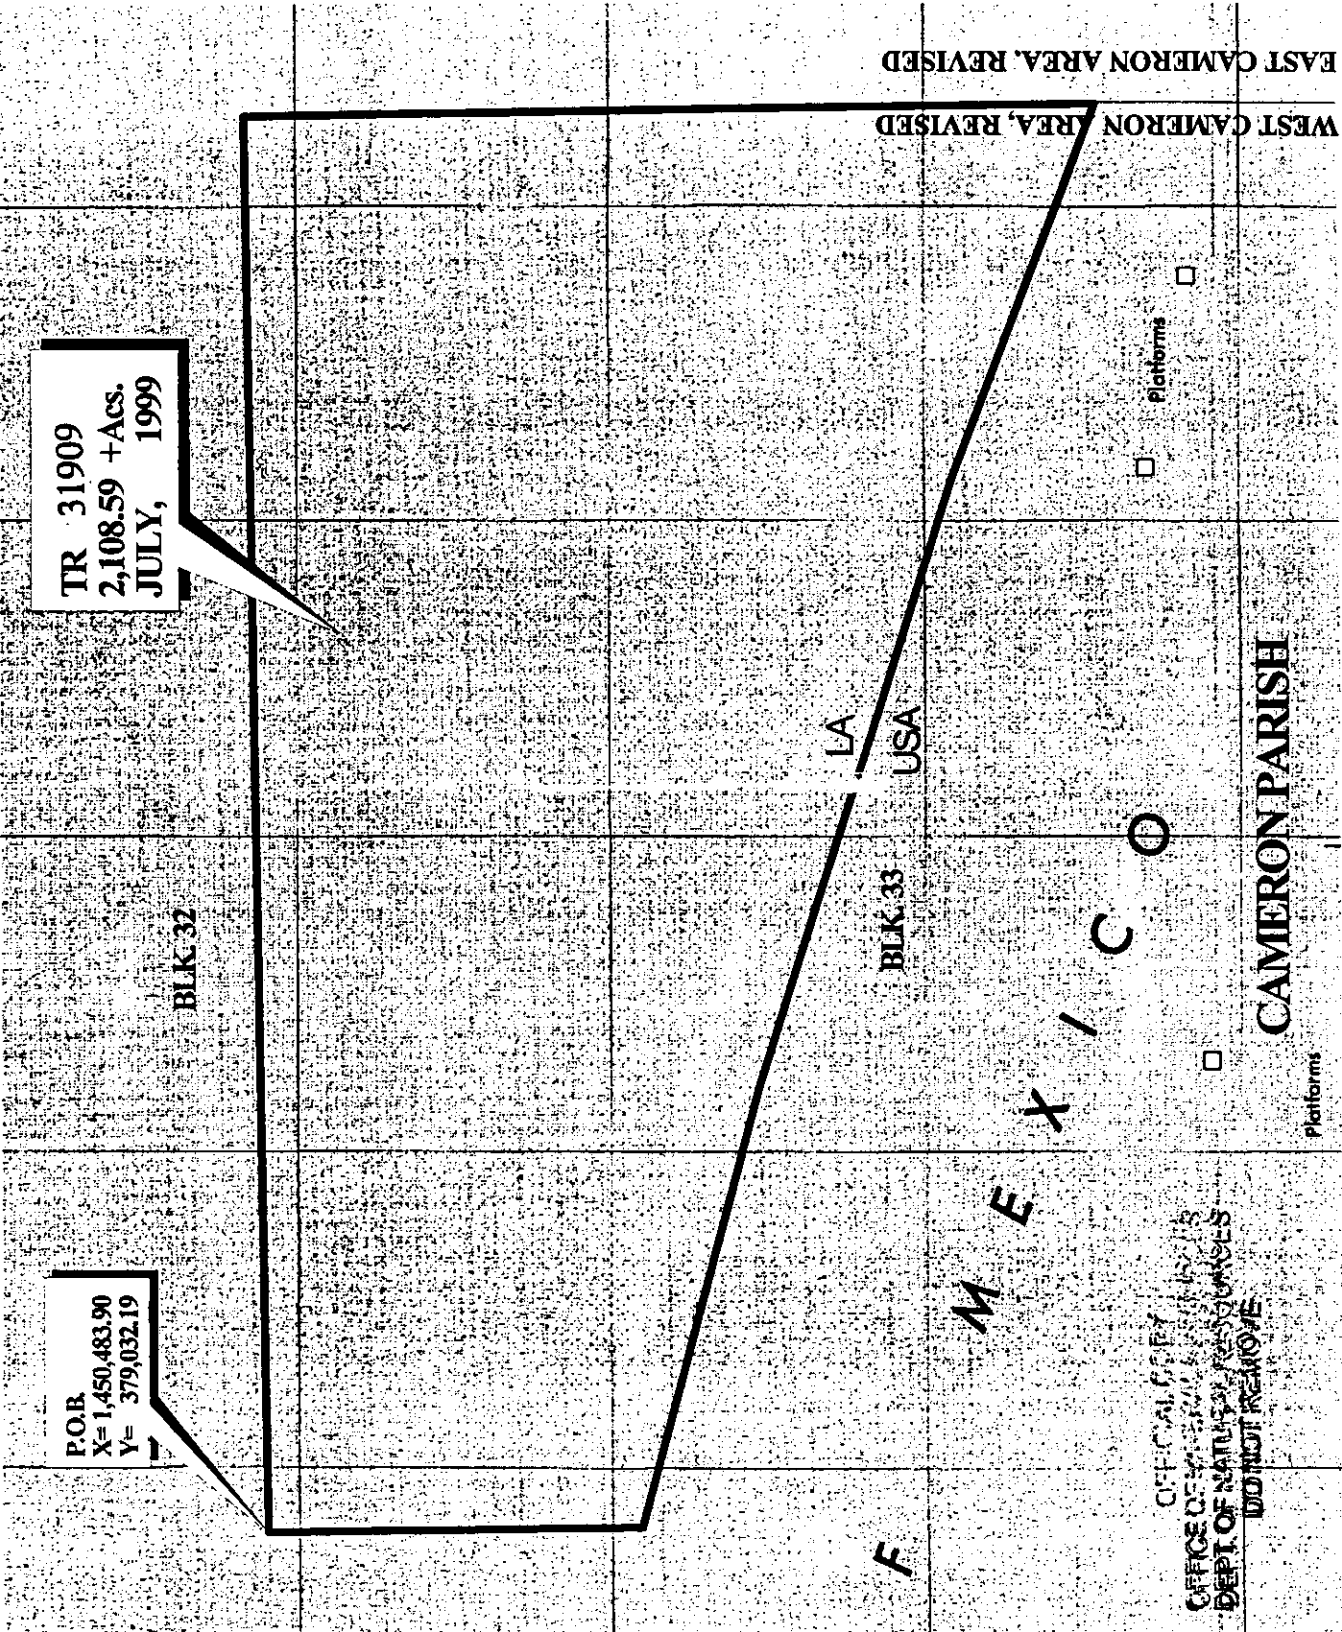 P.O.B.
X= 1,450,483.90
Y= 379,032.19
TR 31909
2,108.59 +Acs.
JULY, 1999
BLK. 32
EAST CAMERON AREA, REVISED
WEST CAMERON AREA, REVISED
LA
USA
BLK. 33
F MEXICO
Platforms
CAMERON PARISH
Platforms
DEPT. OF NATURAL RESOURCES
DO NOT REMOVE